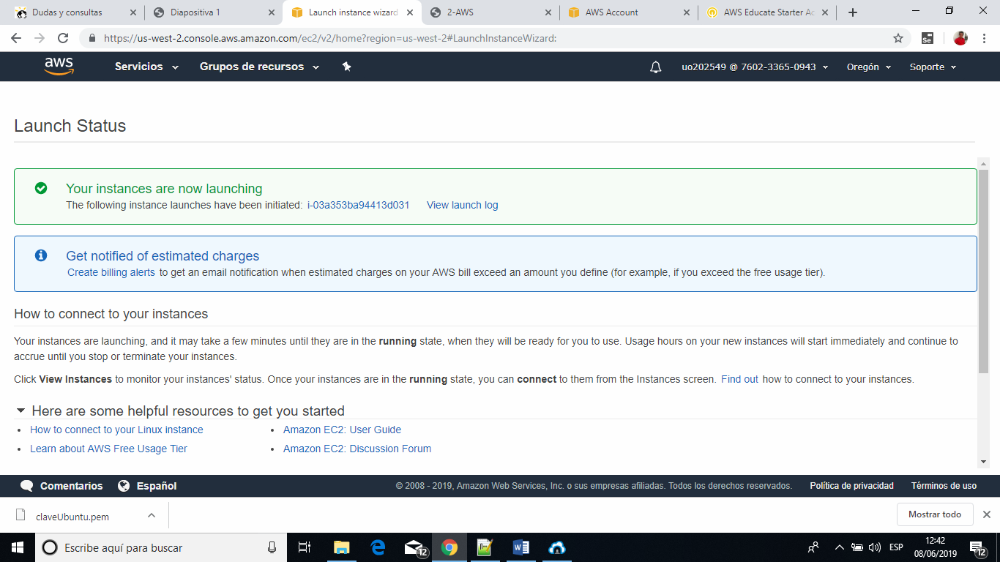 Dudas y consultas
Diapositiva 1
Launch instance wizard
2-AWS
AWS Account
AWS Educate Starter Ac
https://us-west-2.console.aws.amazon.com/ec2/v2/home?region=us-west-2#LaunchInstanceWizard:
Se
aws
Servicios
Grupos de recursos
uo202549 @ 7602-3365-0943
Oregón
Soporte
Launch Status
Your instances are now launching
The following instance launches have been initiated: i-03a353ba94413d031 View launch log
Get notified of estimated charges
Create billing alerts to get an email notification when estimated charges on your AWS bill exceed an amount you define (for example, if you exceed the free usage tier).
How to connect to your instances
Your instances are launching, and it may take a few minutes until they are in the running state, when they will be ready for you to use. Usage hours on your new instances will start immediately and continue to
accrue until you stop or terminate your instances.
Click View Instances to monitor your instances' status. Once your instances are in the running state, you can connect to them from the Instances screen. Find out how to connect to your instances.
Here are some helpful resources to get you started
• How to connect to your Linux instance
• Amazon EC2: User Guide
• Learn about AWS Free Usage Tier
• Amazon EC2: Discussion Forum
Comentarios
Español
© 2008 - 2019, Amazon Web Services, Inc. o sus empresas afiliadas. Todos los derechos reservados.
Política de privacidad
Términos de uso
claveUbuntu.pem
Mostrar todo
Escribe aquí para buscar
12
ESP
12:42
08/06/2019
12